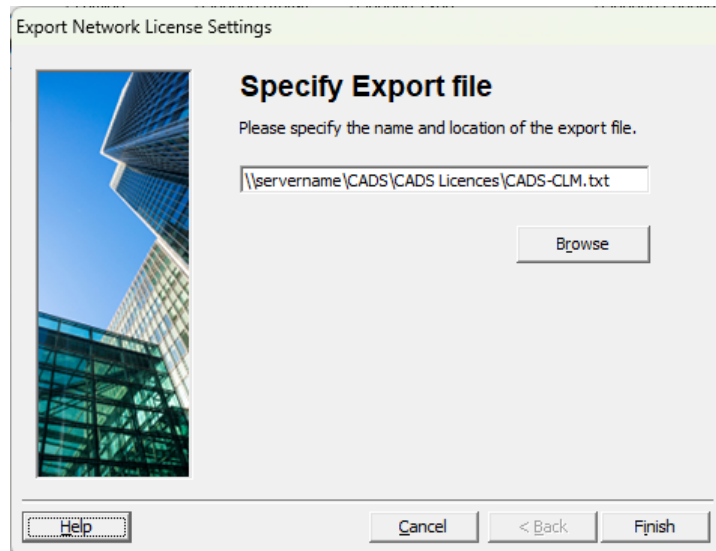 Export Network License Settings
Specify Export file
Please specify the name and location of the export file.
\\servername\CADS\CADS Licences\CADS-CLM.txt
Browse
Help
Cancel
< Back
Finish